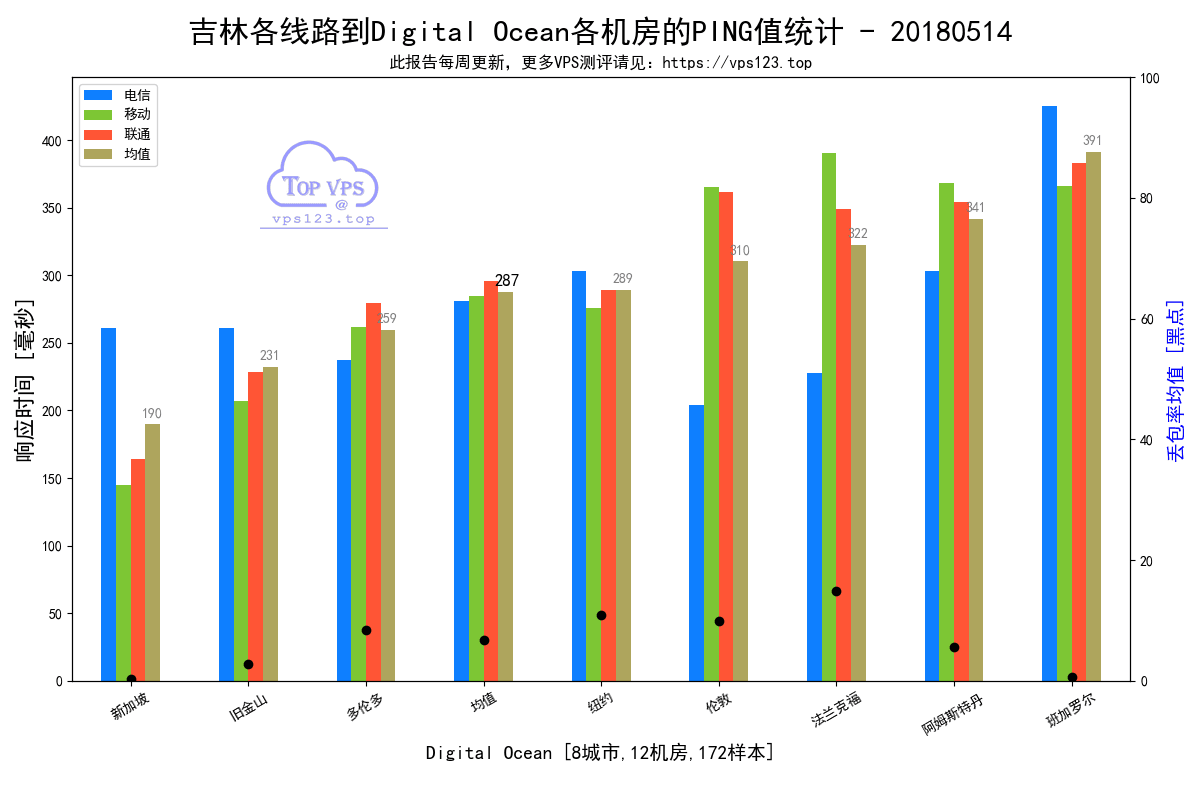 吉林各线路到Digital Ocean各机房的PING值统计 - 20180514
此报告每周更新，更多VPS测评请见：https://vps123.top
电信
移动
联通
均值
TOP VPS
@
vps123.top
响应时间 [毫秒]
400
350
300
250
200
150
100
50
0
190
231
259
287
289
310
322
341
391
100
80
60
40
20
0
丢包率均值 [黑点]
新加坡
旧金山
多伦多
均值
纽约
伦敦
法兰克福
阿姆斯特丹
班加罗尔
Digital Ocean [8城市,12机房,172样本]